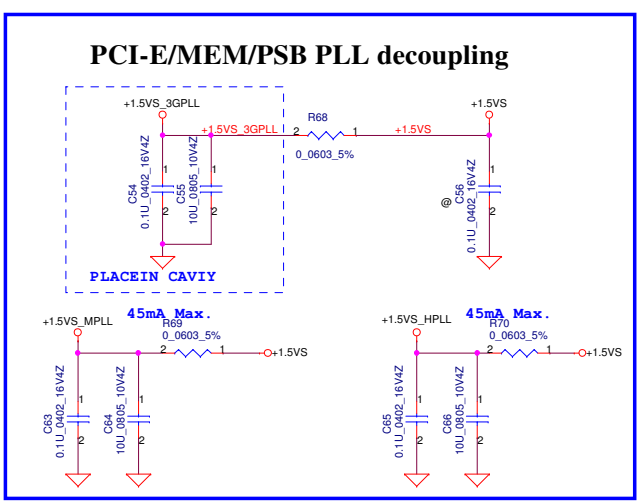 PCI-E/MEM/PSB PLL decoupling
+1.5VS_3GPLL
+1.5VS
R68
+1.5VS_3GPLL
2
1
+1.5VS
0_0603_5%
C54
0.1U_0402_16V4Z
1
2
C55
10U_0805_10V4Z
1
2
@
C56
0.1U_0402_16V4Z
1
2
PLACEIN CAVIY
45mA Max.
45mA Max.
+1.5VS_MPLL
R69
0_0603_5%
2
1
+1.5VS
+1.5VS_HPLL
R70
0_0603_5%
2
1
+1.5VS
C63
0.1U_0402_16V4Z
1
2
C64
10U_0805_10V4Z
1
2
C65
0.1U_0402_16V4Z
1
2
C66
10U_0805_10V4Z
1
2